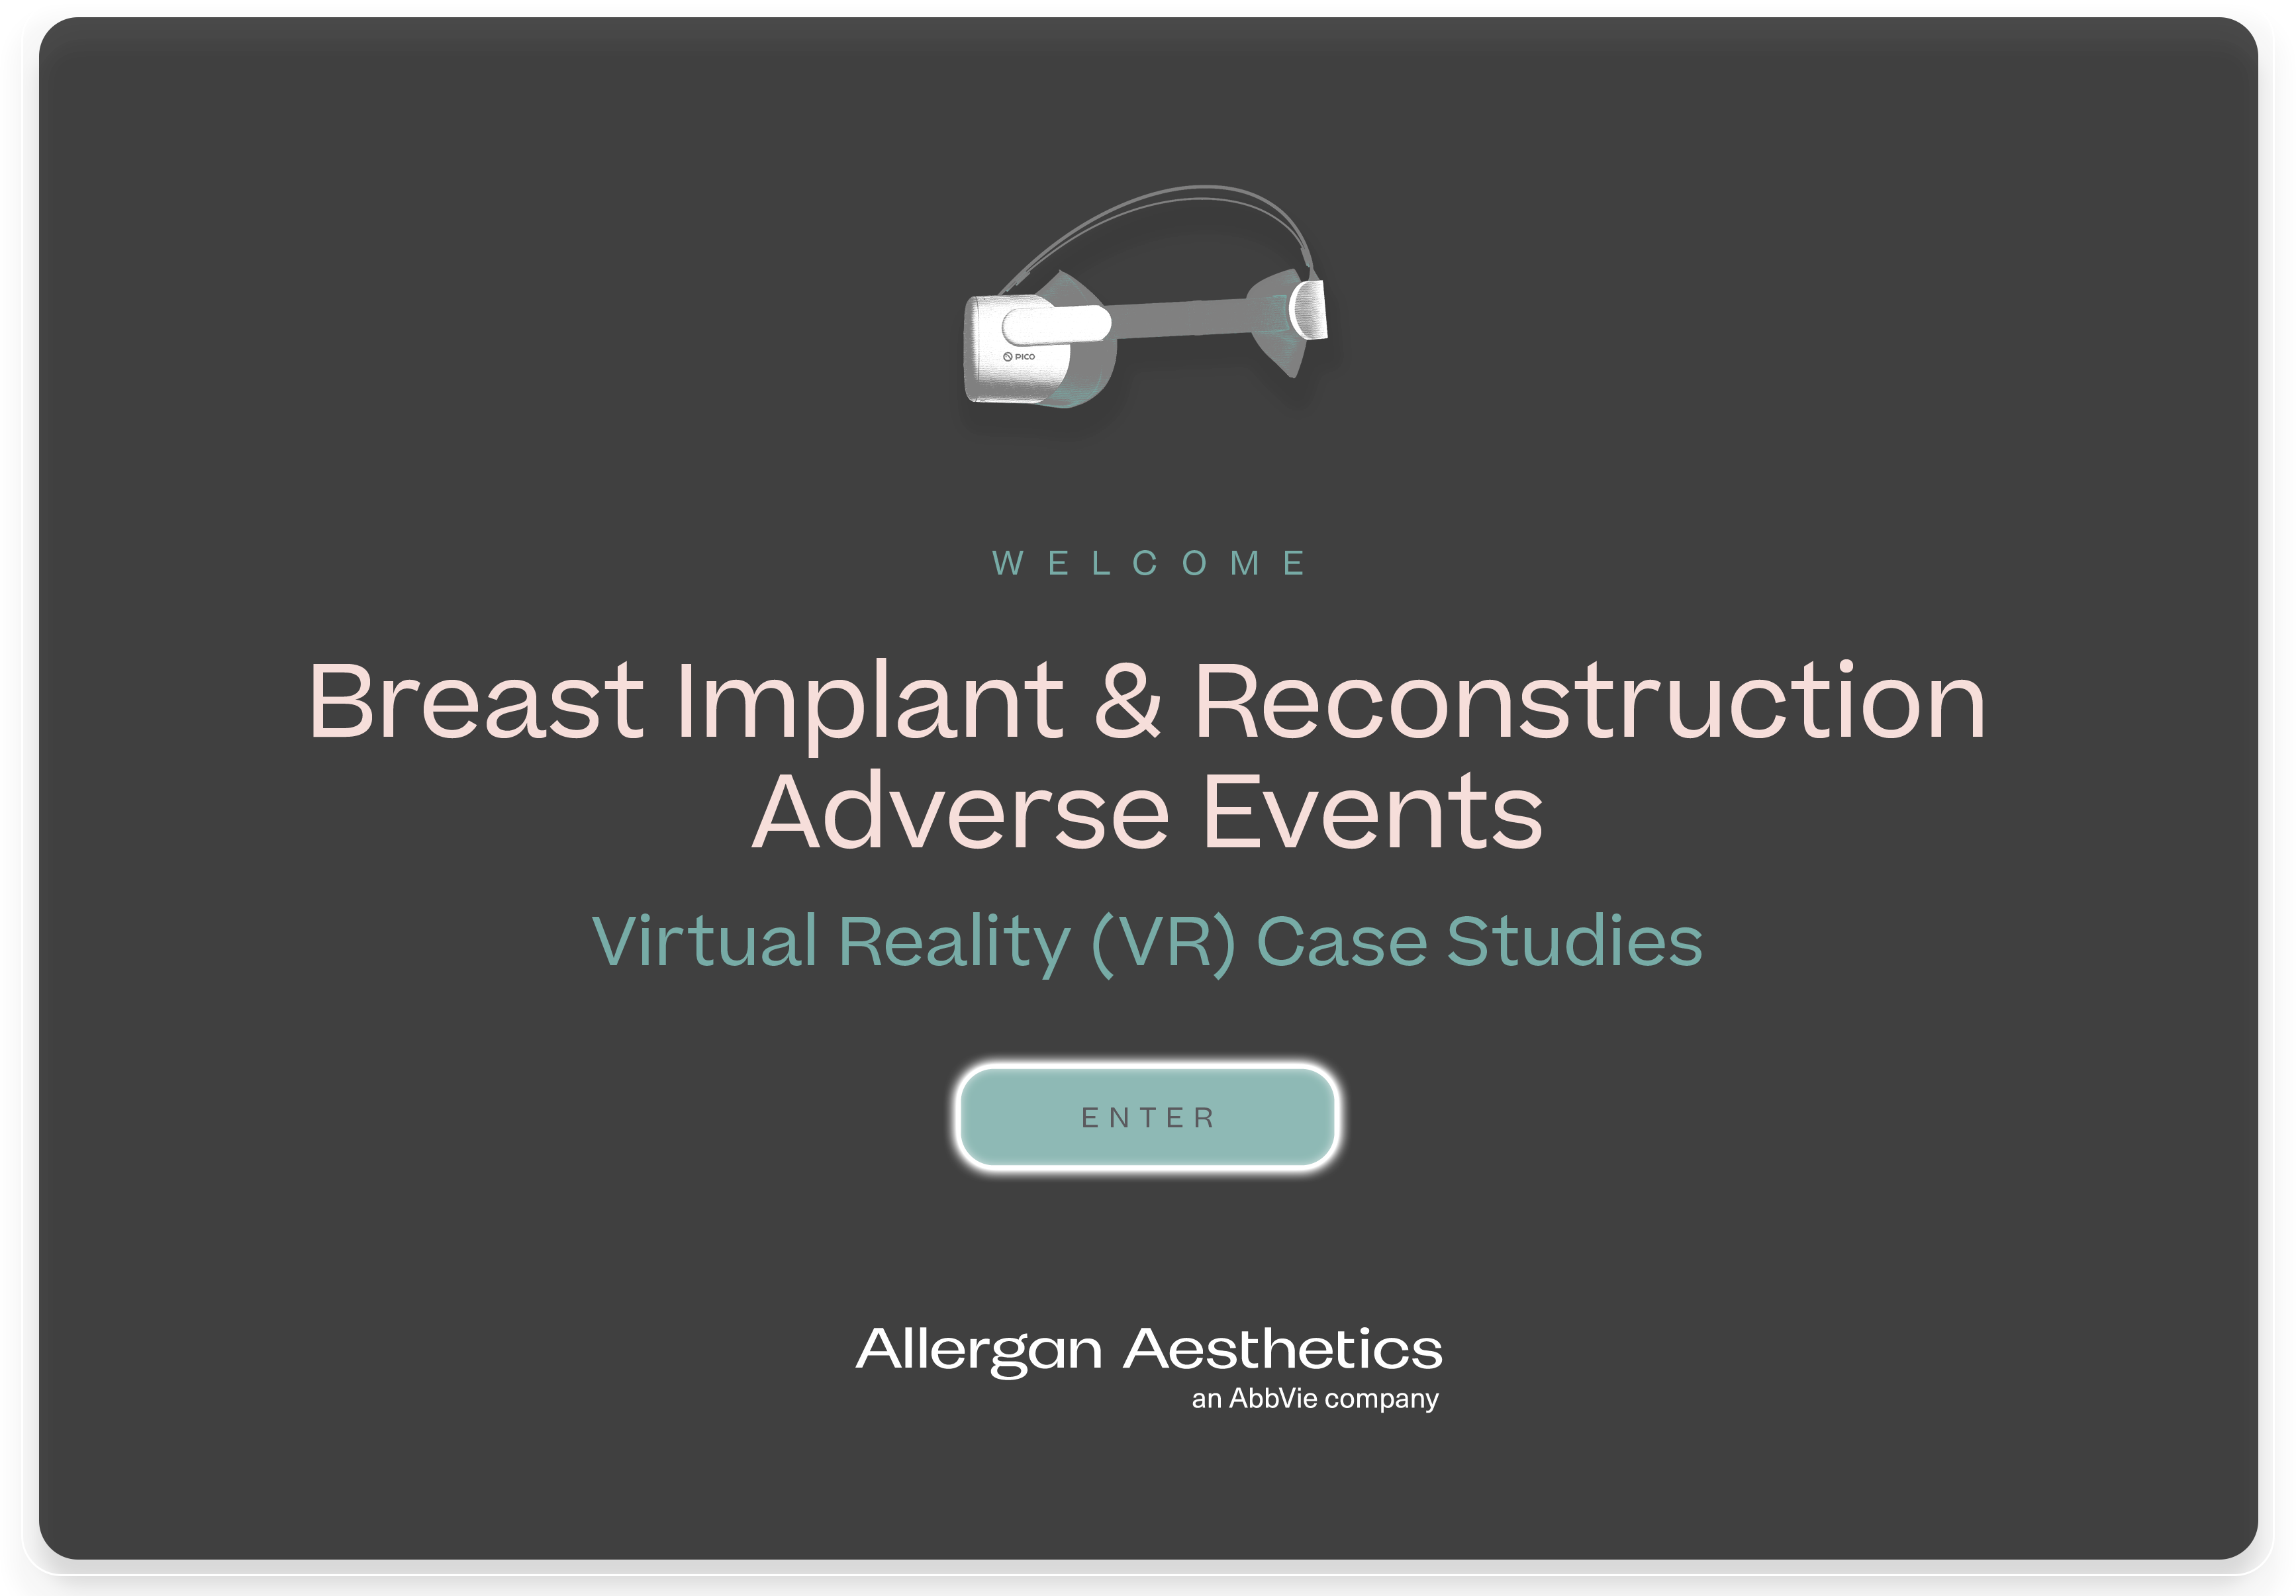 PICO
WELCOME
Breast Implant & Reconstruction
Adverse Events
Virtual Reality (VR) Case Studies
ENTER
Allergan Aesthetics
an AbbVie company